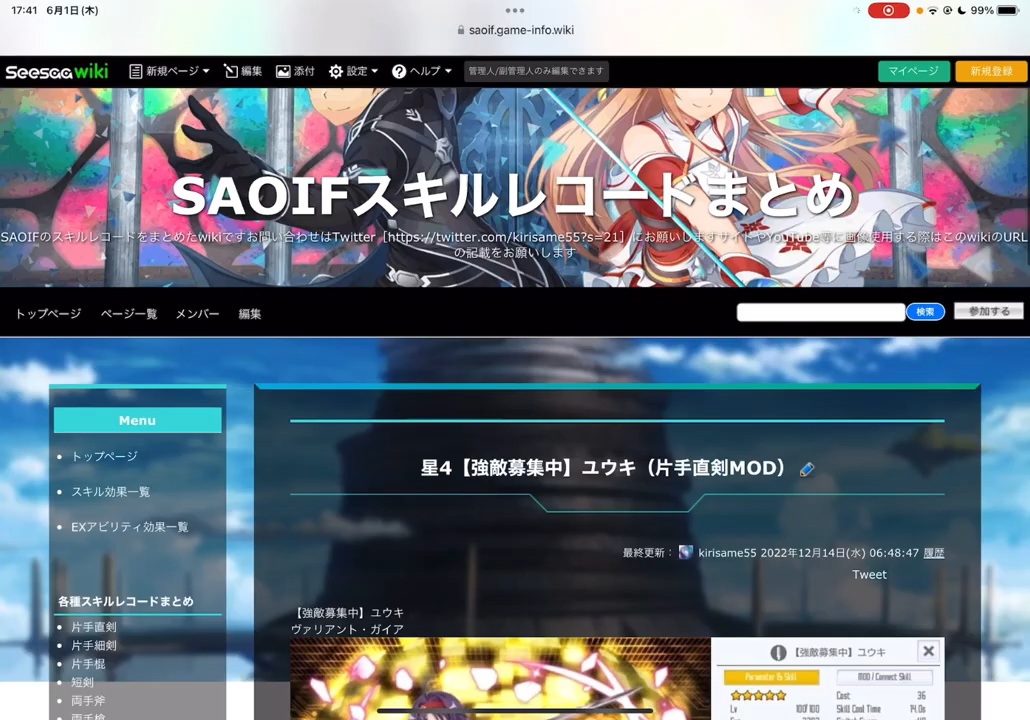 17:41 6月1日(木)
99%
saoif.game-info.wiki
Seesaa wiki 新規ページ 編集 添付 設定 ヘルプ 管理人/副管理人のみ編集できます マイページ 新規登録
SAOIFスキルレコードまとめ
SAOIFのスキルレコードをまとめたwikiですお問い合わせはTwitter［https://twitter.com/kirisame55?s=21］にお願いしますサイトやYouTube等に画像使用する際はこのwikiのURL
の記載をお願いします
トップページ ページ一覧 メンバー 編集 検索 参加する
Menu
• トップページ
• スキル効果一覧
• EXアビリティ効果一覧
各種スキルレコードまとめ
• 片手直剣
• 片手細剣
• 片手棍
• 短剣
• 両手斧
• 両手槍
星4【強敵募集中】ユウキ（片手直剣MOD）
最終更新： kirisame55 2022年12月14日(水) 06:48:47 履歴
Tweet
【強敵募集中】ユウキ
ヴァリアント・ガイア
【強敵募集中】ユウキ
Parameter & Skill MOD / Connect Skill
Cost 36
Lv 100/100 Skill Cool Time 14.0s